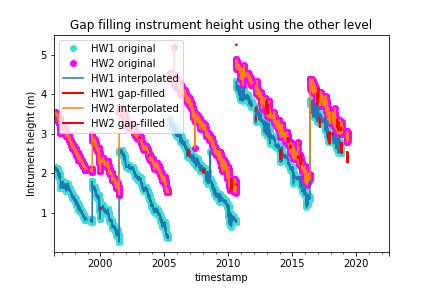 Gap filling instrument height using the other level
HW1 original
HW2 original
HW1 interpolated
HW1 gap-filled
HW2 interpolated
HW2 gap-filled
Intrument height (m)
5
4
3
2
1
2000 2005 2010 2015 2020
timestamp